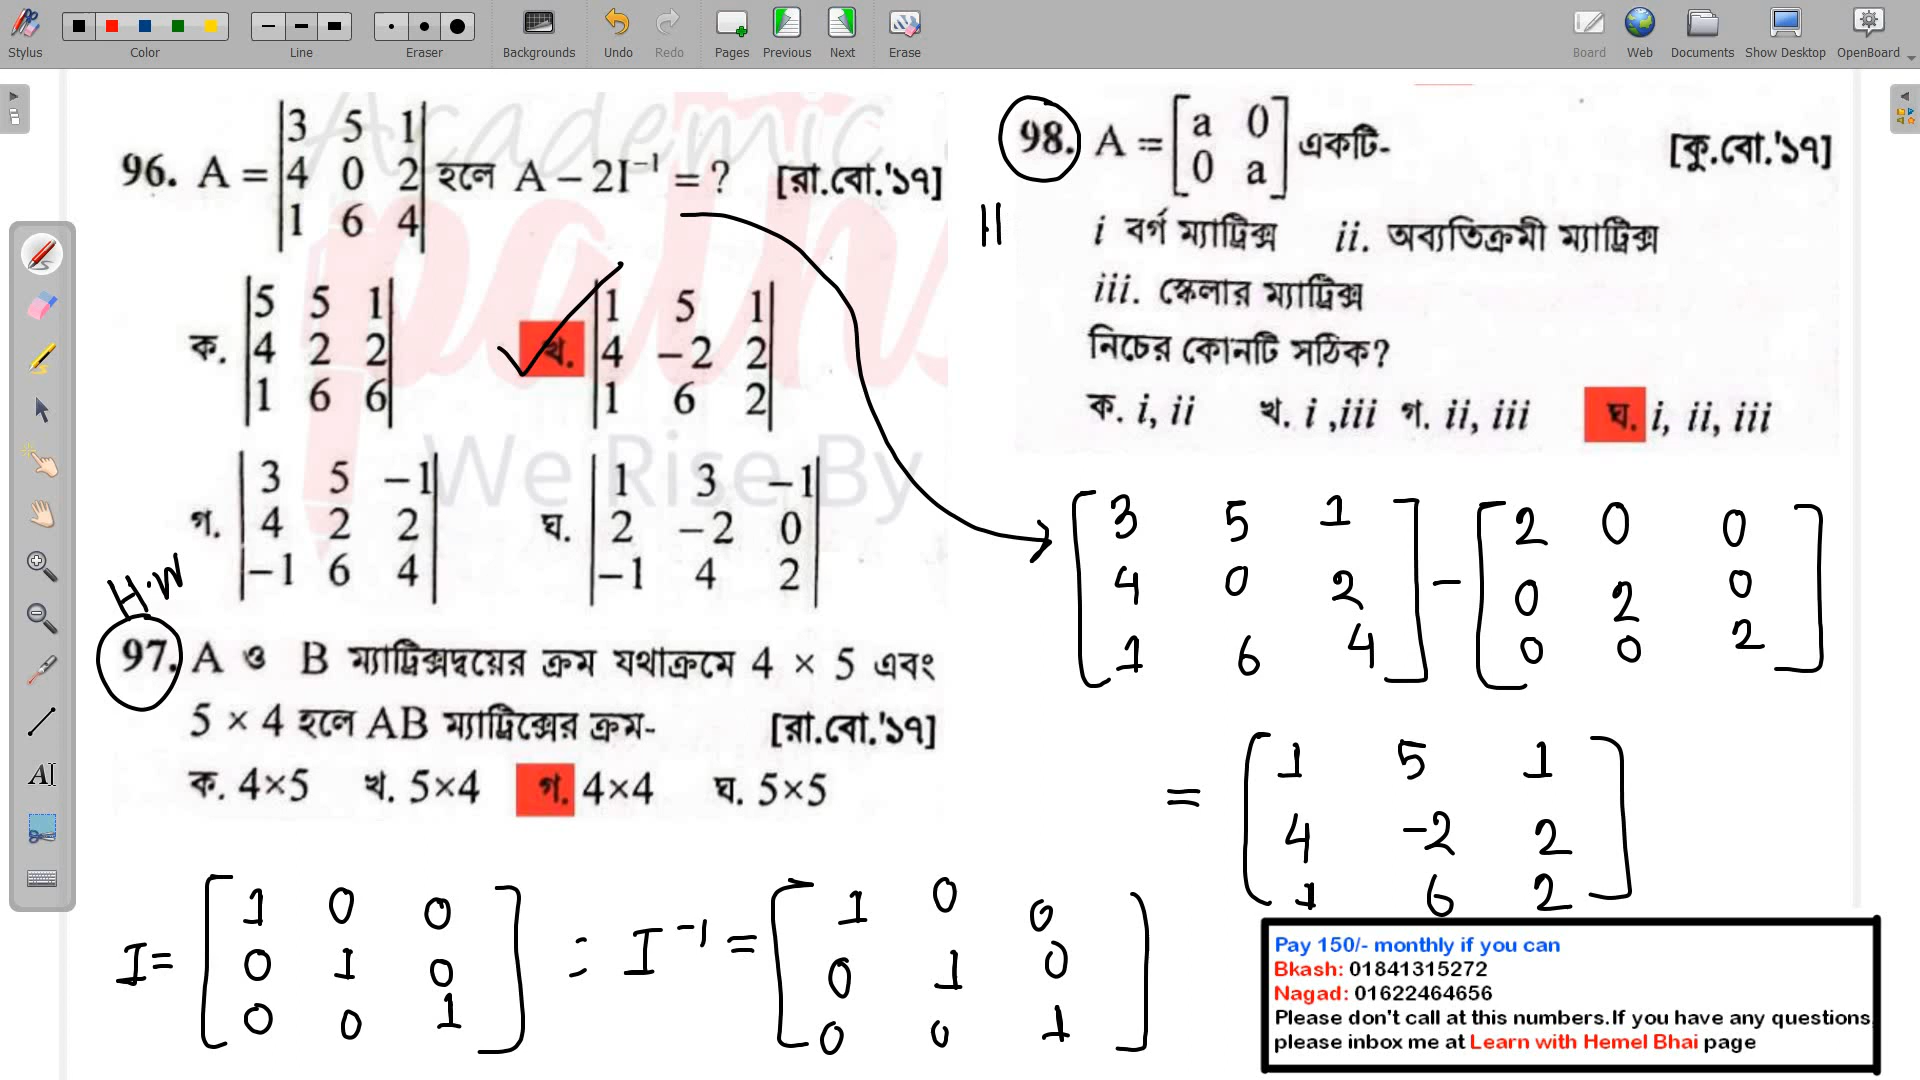 Stylus Color Line Eraser Backgrounds Undo Redo Pages Previous Next Erase Board Web Documents Show Desktop OpenBoard
Academic
path
We Rise By
96. A = |3 5 1| হলে A − 2I⁻¹ = ? [রা.বো.'১৭]
|4 0 2|
|1 6 4|
ক. |5 5 1|
|4 2 2|
|1 6 6|
খ. |1 5 1|
|4 −2 2|
|1 6 2|
গ. |3 5 −1|
|4 2 2|
|−1 6 4|
ঘ. |1 3 −1|
|2 −2 0|
|−1 4 2|
H.W
97. A ও B ম্যাট্রিক্সদ্বয়ের ক্রম যথাক্রমে 4 × 5 এবং
5 × 4 হলে AB ম্যাট্রিক্সের ক্রম- [রা.বো.'১৭]
ক. 4×5 খ. 5×4 গ. 4×4 ঘ. 5×5
I = [1 0 0] ∴ I⁻¹ = [1 0 0]
[0 1 0] [0 1 0]
[0 0 1] [0 0 1]
98. A = [a 0] একটি- [কু.বো.'১৭]
[0 a]
H
i বর্গ ম্যাট্রিক্স ii. অব্যতিক্রমী ম্যাট্রিক্স
iii. স্কেলার ম্যাট্রিক্স
নিচের কোনটি সঠিক?
ক. i, ii খ. i ,iii গ. ii, iii ঘ. i, ii, iii
[3 5 1] − [2 0 0]
[4 0 2] [0 2 0]
[1 6 4] [0 0 2]
= [1 5 1]
[4 -2 2]
[1 6 2]
Pay 150/- monthly if you can
Bkash: 01841315272
Nagad: 01622464656
Please don't call at this numbers.If you have any questions
please inbox me at Learn with Hemel Bhai page